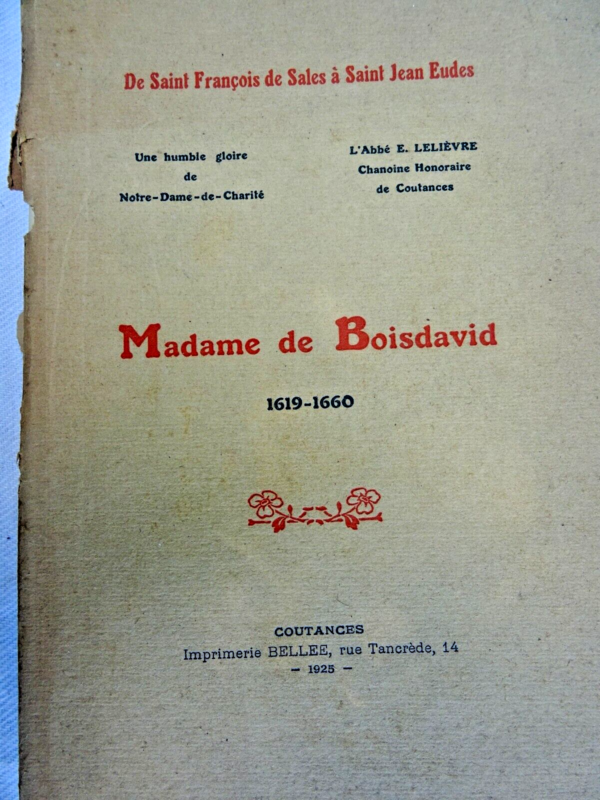 De Saint François de Sales à Saint Jean Eudes
Une humble gloire
de
Notre-Dame-de-Charité
L'Abbé E. LELIÈVRE
Chanoine Honoraire
de Coutances
Madame de Boisdavid
1619-1660
COUTANCES
Imprimerie BELLEE, rue Tancrède, 14
- 1925 -